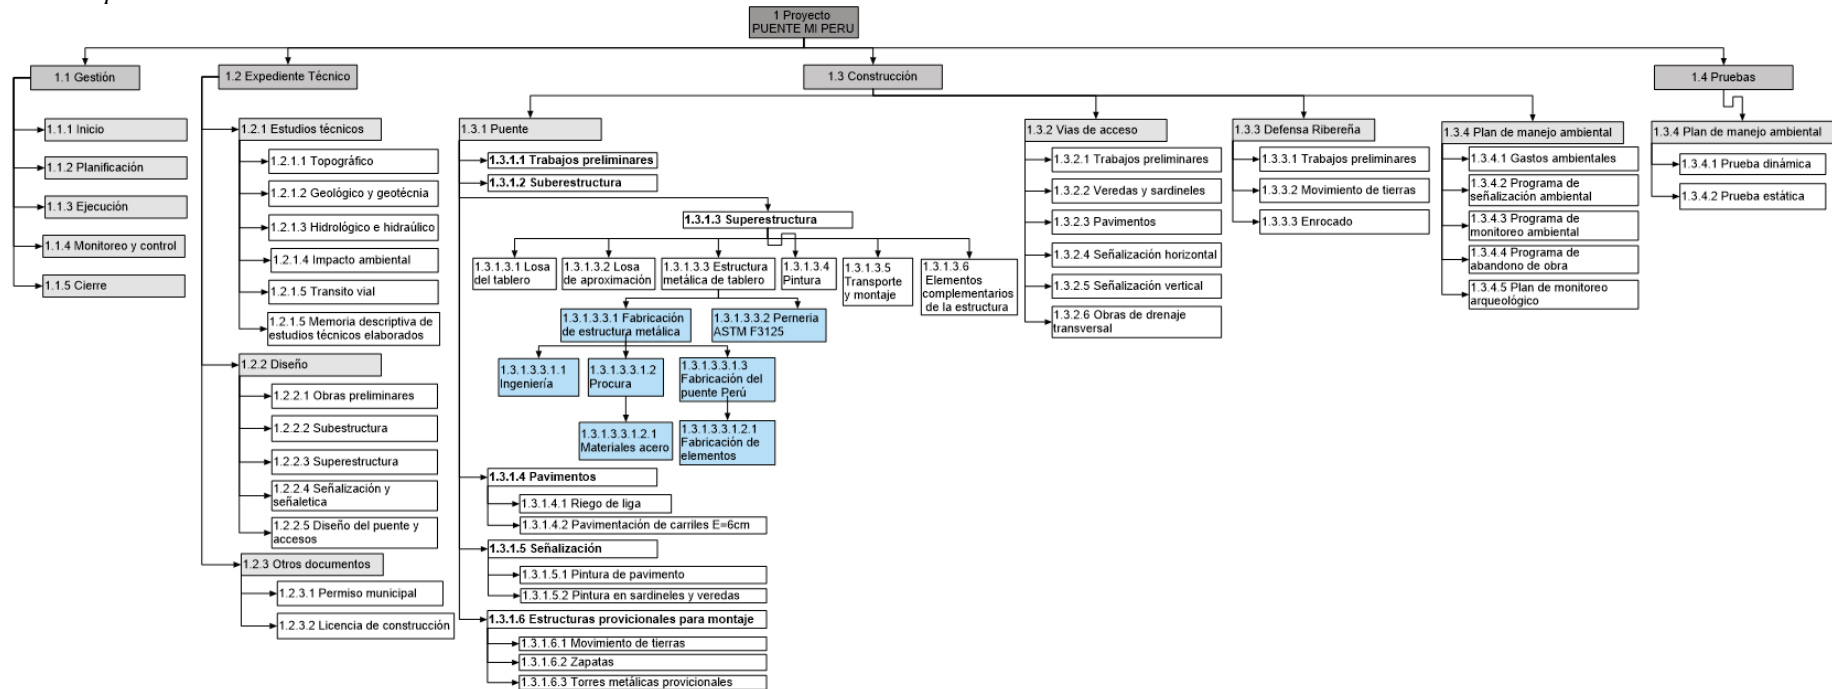 1 Proyecto
PUENTE MI PERU
1.1 Gestión
1.1.1 Inicio
1.1.2 Planificación
1.1.3 Ejecución
1.1.4 Monitoreo y control
1.1.5 Cierre
1.2 Expediente Técnico
1.2.1 Estudios técnicos
1.2.1.1 Topográfico
1.2.1.2 Geológico y geotécnia
1.2.1.3 Hidrológico e hidraúlico
1.2.1.4 Impacto ambiental
1.2.1.5 Transito vial
1.2.1.5 Memoria descriptiva de
estudios técnicos elaborados
1.2.2 Diseño
1.2.2.1 Obras preliminares
1.2.2.2 Subestructura
1.2.2.3 Superestructura
1.2.2.4 Señalización y
señaletica
1.2.2.5 Diseño del puente y
accesos
1.2.3 Otros documentos
1.2.3.1 Permiso municipal
1.2.3.2 Licencia de construcción
1.3 Construcción
1.3.1 Puente
1.3.1.1 Trabajos preliminares
1.3.1.2 Suberestructura
1.3.1.3 Superestructura
1.3.1.3.1 Losa
del tablero
1.3.1.3.2 Losa
de aproximación
1.3.1.3.3 Estructura
metálica de tablero
1.3.1.3.4
Pintura
1.3.1.3.5
Transporte
y montaje
1.3.1.3.6
Elementos
complementarios
de la estructura
1.3.1.3.3.1 Fabricación
de estructura metálica
1.3.1.3.3.2 Perneria
ASTM F3125
1.3.1.3.3.1.1
Ingeniería
1.3.1.3.3.1.2
Procura
1.3.1.3.3.1.3
Fabricación del
puente Perú
1.3.1.3.3.1.2.1
Materiales acero
1.3.1.3.3.1.2.1
Fabricación de
elementos
1.3.1.4 Pavimentos
1.3.1.4.1 Riego de liga
1.3.1.4.2 Pavimentación de carriles E=6cm
1.3.1.5 Señalización
1.3.1.5.1 Pintura de pavimento
1.3.1.5.2 Pintura en sardineles y veredas
1.3.1.6 Estructuras provicionales para montaje
1.3.1.6.1 Movimiento de tierras
1.3.1.6.2 Zapatas
1.3.1.6.3 Torres metálicas provicionales
1.3.2 Vias de acceso
1.3.2.1 Trabajos preliminares
1.3.2.2 Veredas y sardineles
1.3.2.3 Pavimentos
1.3.2.4 Señalización horizontal
1.3.2.5 Señalización vertical
1.3.2.6 Obras de drenaje
transversal
1.3.3 Defensa Ribereña
1.3.3.1 Trabajos preliminares
1.3.3.2 Movimiento de tierras
1.3.3.3 Enrocado
1.3.4 Plan de manejo ambiental
1.3.4.1 Gastos ambientales
1.3.4.2 Programa de
señalización ambiental
1.3.4.3 Programa de
monitoreo ambiental
1.3.4.4 Programa de
abandono de obra
1.3.4.5 Plan de monitoreo
arqueológico
1.4 Pruebas
1.3.4 Plan de manejo ambiental
1.3.4.1 Prueba dinámica
1.3.4.2 Prueba estática